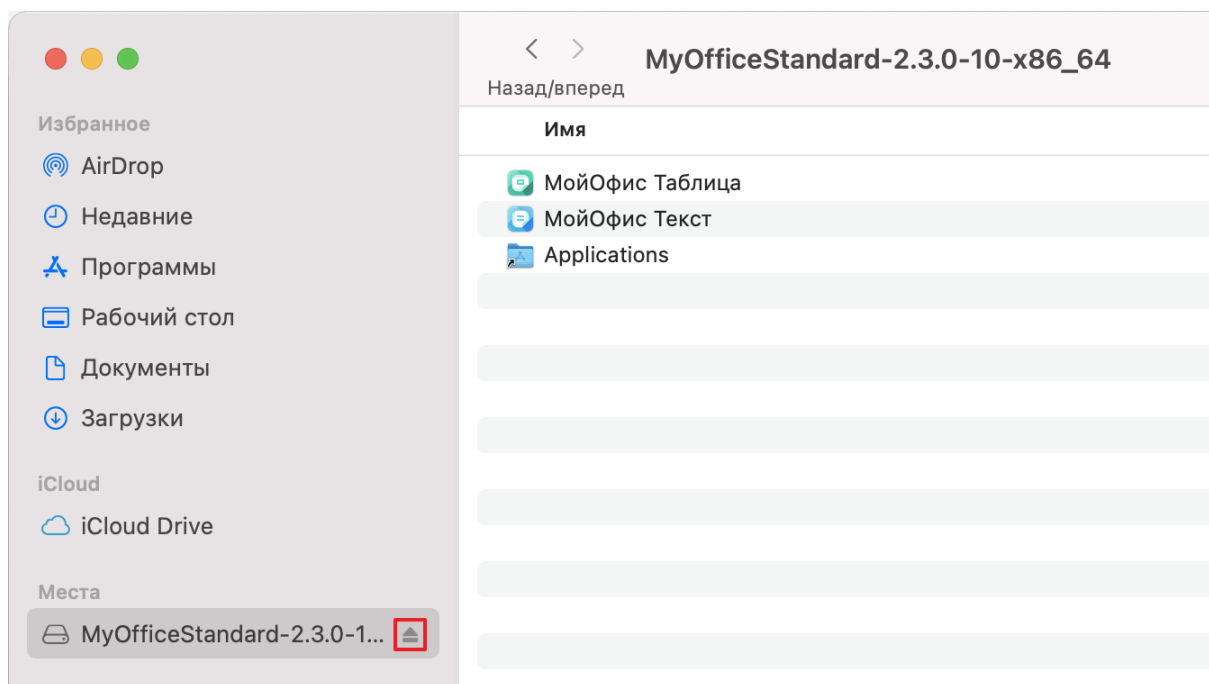 MyOfficeStandard-2.3.0-10-x86_64
Назад/вперед
Избранное
AirDrop
Недавние
Программы
Рабочий стол
Документы
Загрузки
iCloud
iCloud Drive
Места
MyOfficeStandard-2.3.0-1...
Имя
МойОфис Таблица
МойОфис Текст
Applications